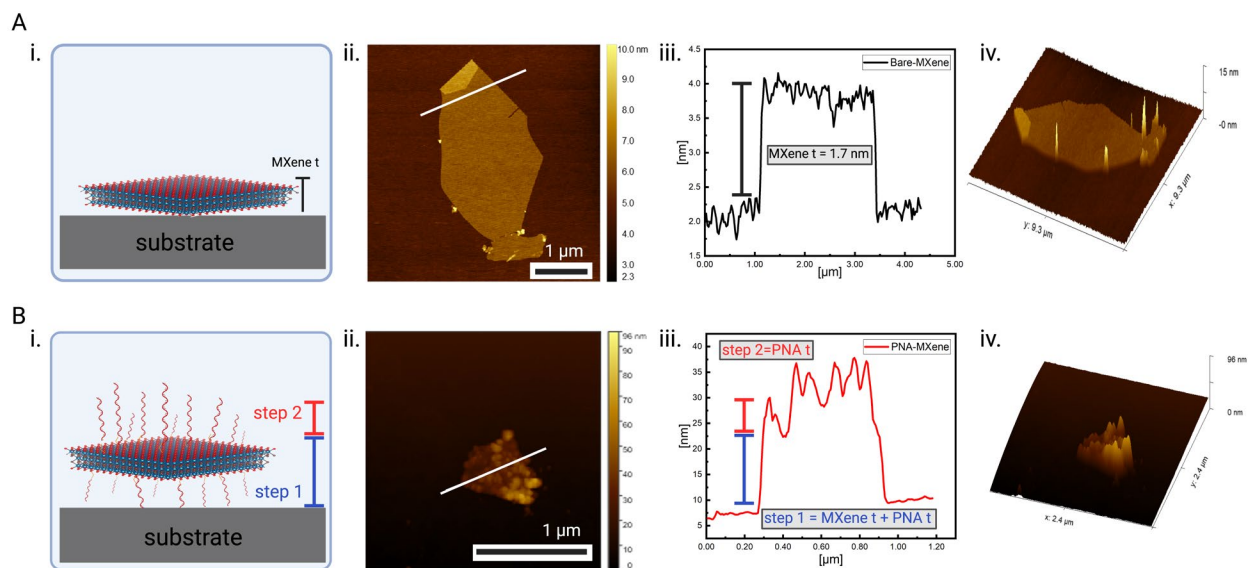 A
i.
MXene t
substrate
ii.
1 µm
10.0 nm
9.0
8.0
7.0
6.0
5.0
4.0
3.0
2.3
iii.
4.5
4.0
3.5
3.0
2.5
2.0
1.5
[nm]
Bare-MXene
MXene t = 1.7 nm
0.00
1.00
2.00
3.00
4.00
5.00
[µm]
iv.
15 nm
-0 nm
x: 9.3 µm
y: 9.3 µm
B
i.
step 2
step 1
substrate
ii.
1 µm
96 nm
80
70
60
50
40
30
20
10
0
iii.
40
35
30
25
20
15
10
5
[nm]
PNA-MXene
step 2=PNA t
step 1 = MXene t + PNA t
0.00
0.20
0.40
0.60
0.80
1.00
1.20
[µm]
iv.
96 nm
0 nm
y: 2.4 µm
x: 2.4 µm